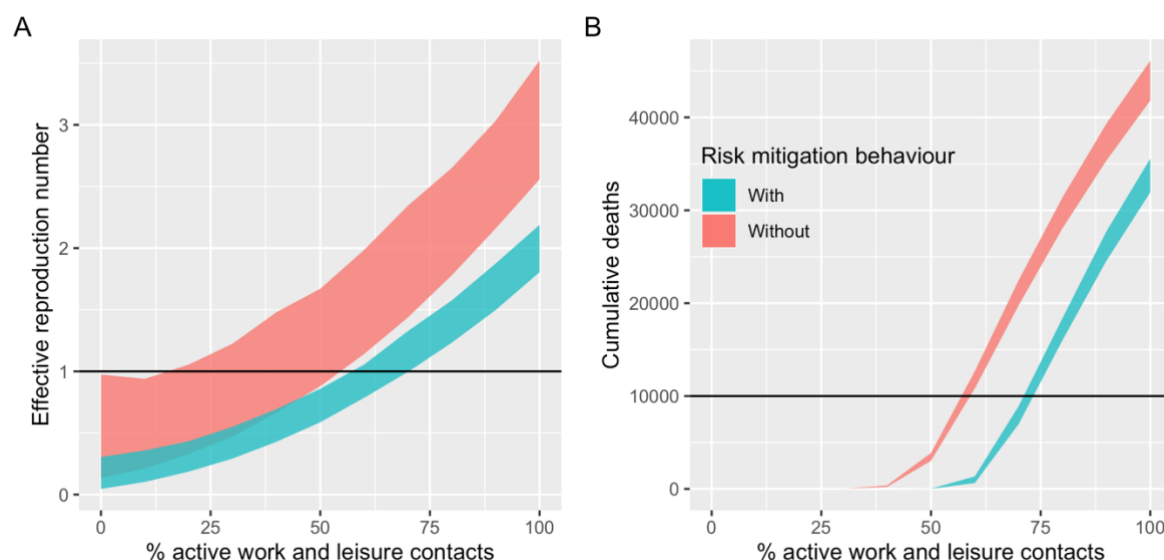 A
Effective reproduction number
3
2
1
0
0
25
50
75
100
% active work and leisure contacts
B
Cumulative deaths
40000
30000
20000
10000
0
Risk mitigation behaviour
With
Without
0
25
50
75
100
% active work and leisure contacts